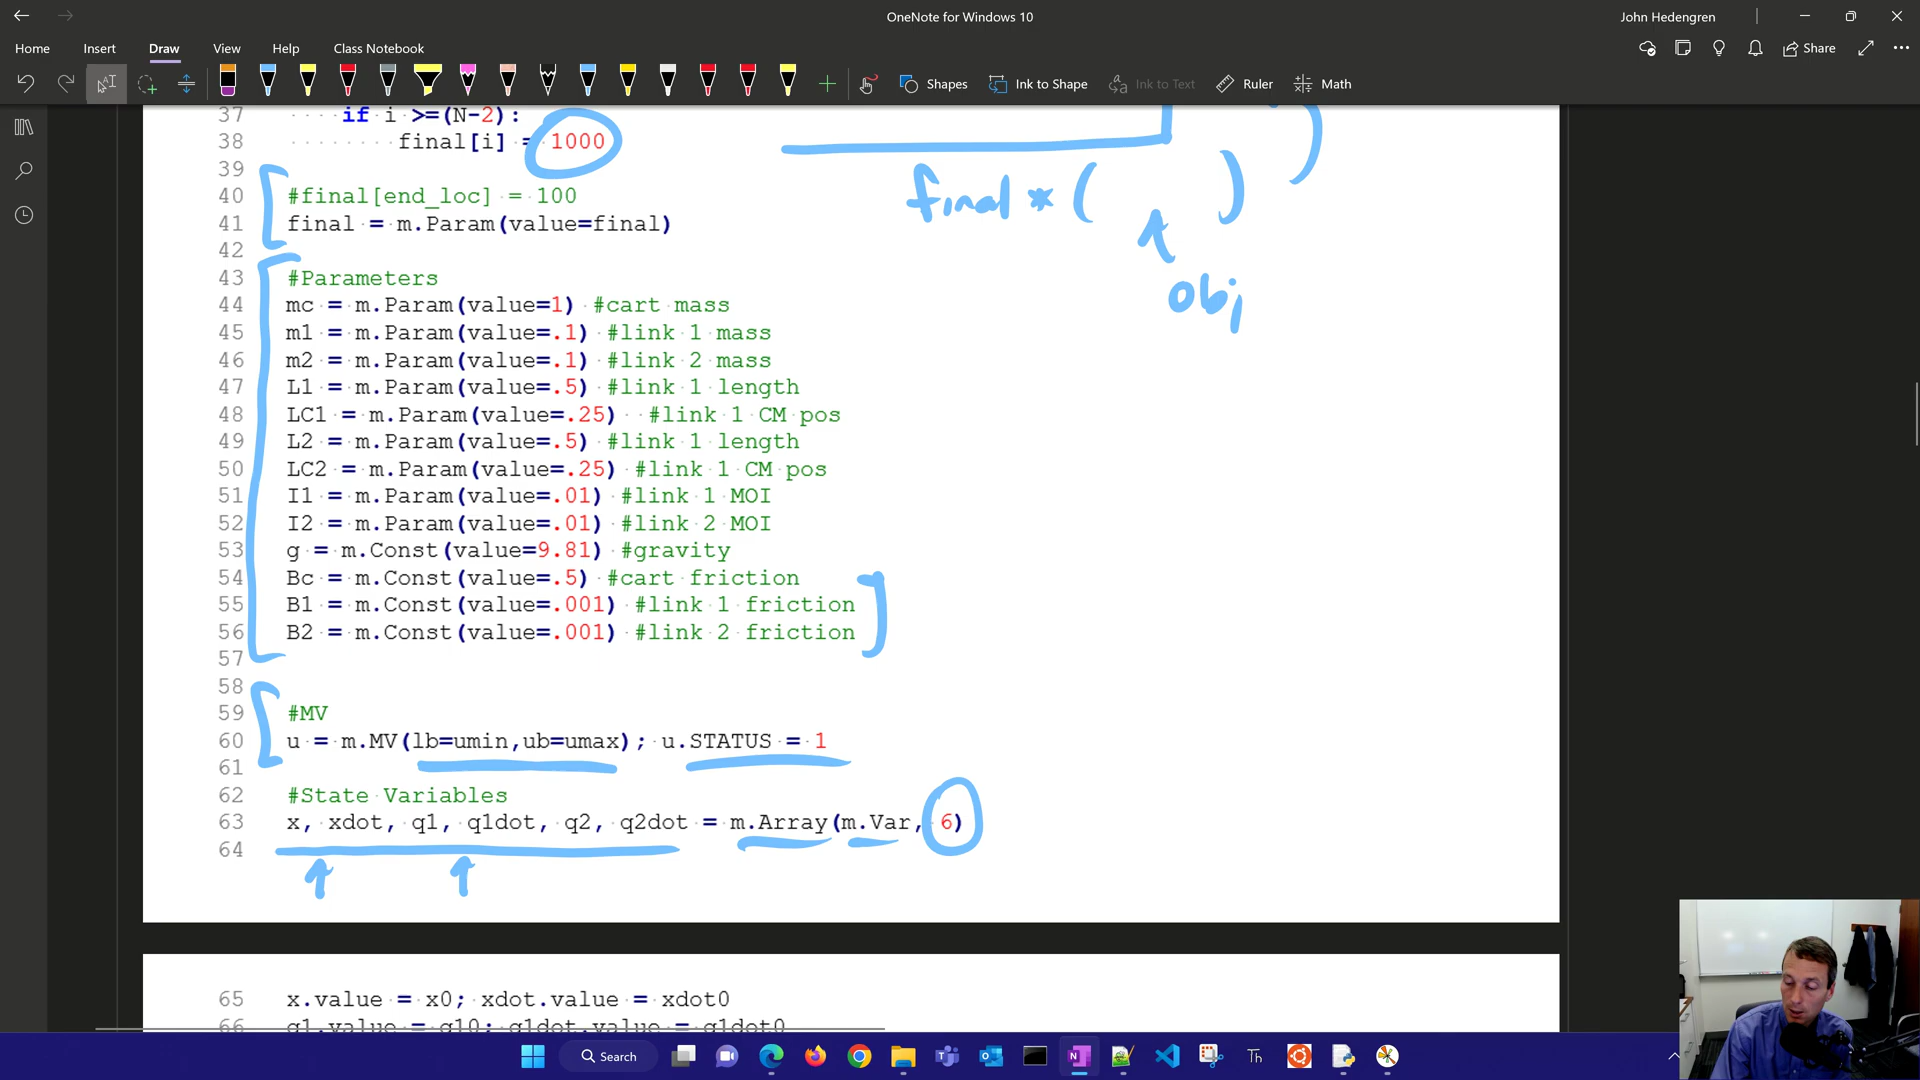 OneNote for Windows 10
John Hedengren
Home
Insert
Draw
View
Help
Class Notebook
Share
Shapes
Ink to Shape
Ink to Text
Ruler
Math
37 if i >=(N-2):
38 final[i] = 1000
39
40 #final[end_loc] = 100
41 final = m.Param(value=final)
42
43 #Parameters
44 mc = m.Param(value=1) #cart mass
45 m1 = m.Param(value=.1) #link 1 mass
46 m2 = m.Param(value=.1) #link 2 mass
47 L1 = m.Param(value=.5) #link 1 length
48 LC1 = m.Param(value=.25) #link 1 CM pos
49 L2 = m.Param(value=.5) #link 1 length
50 LC2 = m.Param(value=.25) #link 1 CM pos
51 I1 = m.Param(value=.01) #link 1 MOI
52 I2 = m.Param(value=.01) #link 2 MOI
53 g = m.Const(value=9.81) #gravity
54 Bc = m.Const(value=.5) #cart friction
55 B1 = m.Const(value=.001) #link 1 friction
56 B2 = m.Const(value=.001) #link 2 friction
57
58
59 #MV
60 u = m.MV(lb=umin,ub=umax); u.STATUS = 1
61
62 #State Variables
63 x, xdot, q1, q1dot, q2, q2dot = m.Array(m.Var, 6)
64
final * ( )
obj
65 x.value = x0; xdot.value = xdot0
66 q1.value = q10; q1dot.value = q1dot0
Search
Th